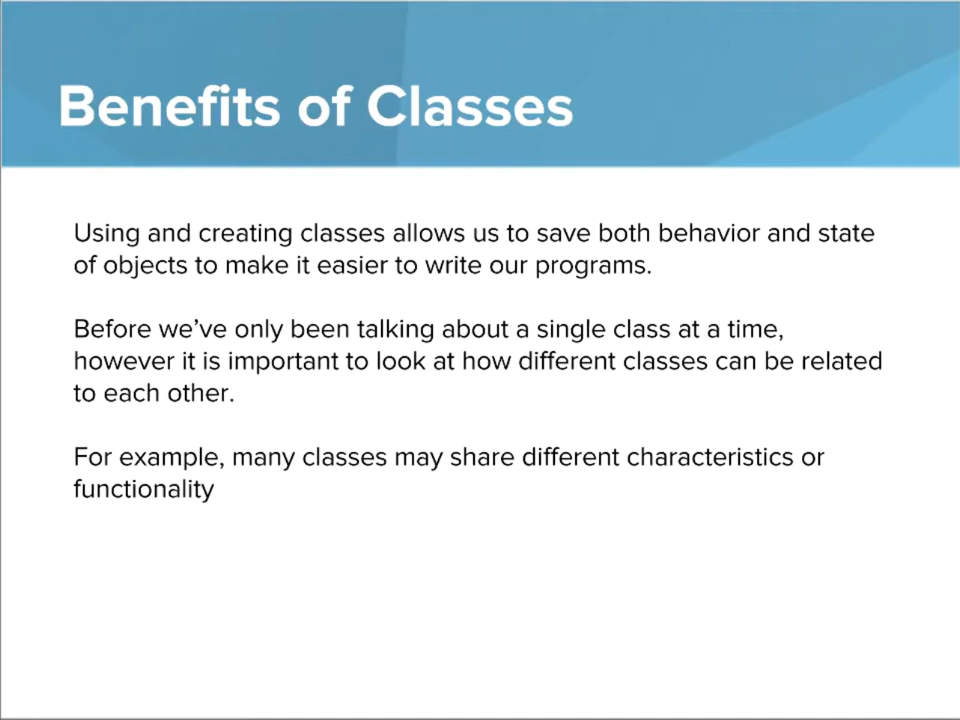 Benefits of Classes
Using and creating classes allows us to save both behavior and state
of objects to make it easier to write our programs.
Before we’ve only been talking about a single class at a time,
however it is important to look at how different classes can be related
to each other.
For example, many classes may share different characteristics or
functionality